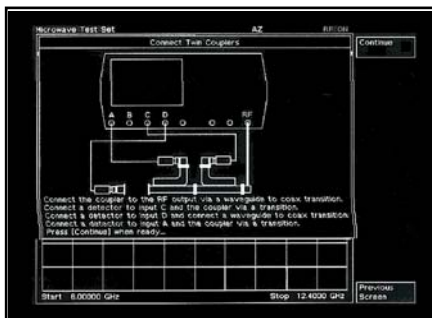 Microwave Test Set AZ RF ON
Connect Twin Couplers
Continue
A B C D RF
Connect the coupler to the RF output via a waveguide to coax transition.
Connect a detector to input C and the coupler via a transition.
Connect a detector to input D and connect a waveguide to coax transition.
Connect a detector to input A and the coupler via a transition.
Press [Continue] when ready...
Start 8.00000 GHz Stop 12.4000 GHz
Previous
Screen